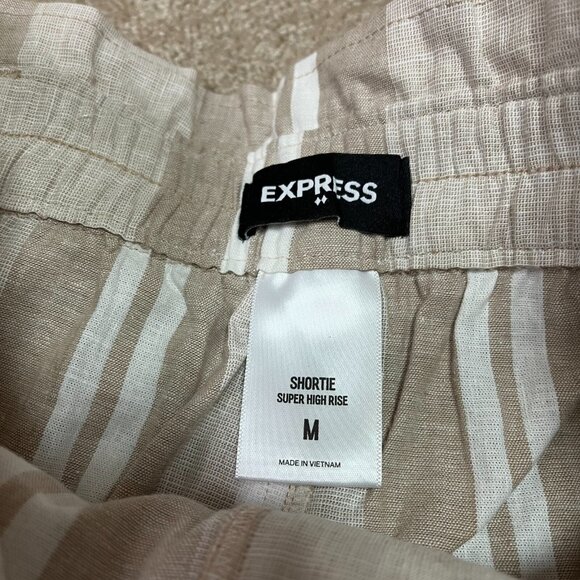 EXPRESS
SHORTIE
SUPER HIGH RISE
M
MADE IN VIETNAM